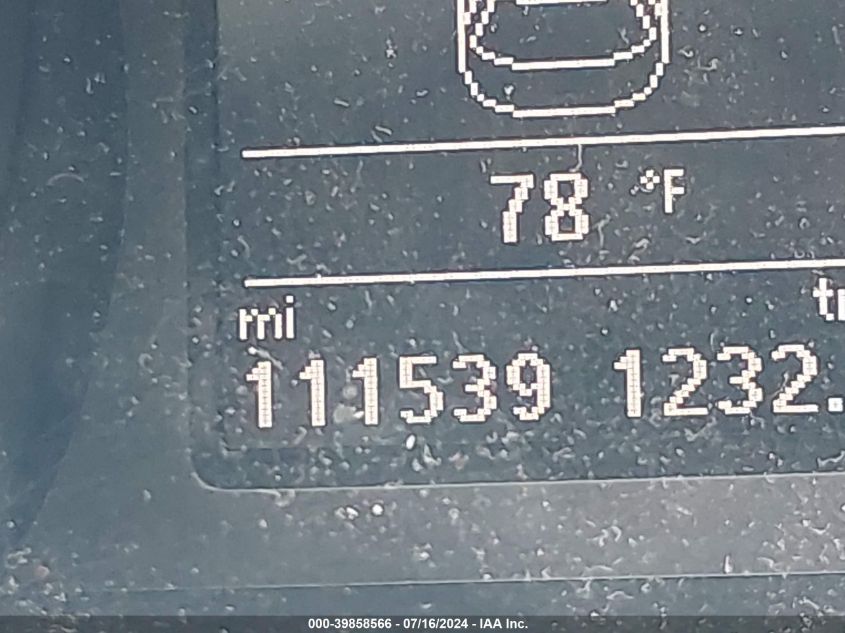 78 °F
mi
111539 1232.
000-39858566 - 07/16/2024 - IAA Inc.